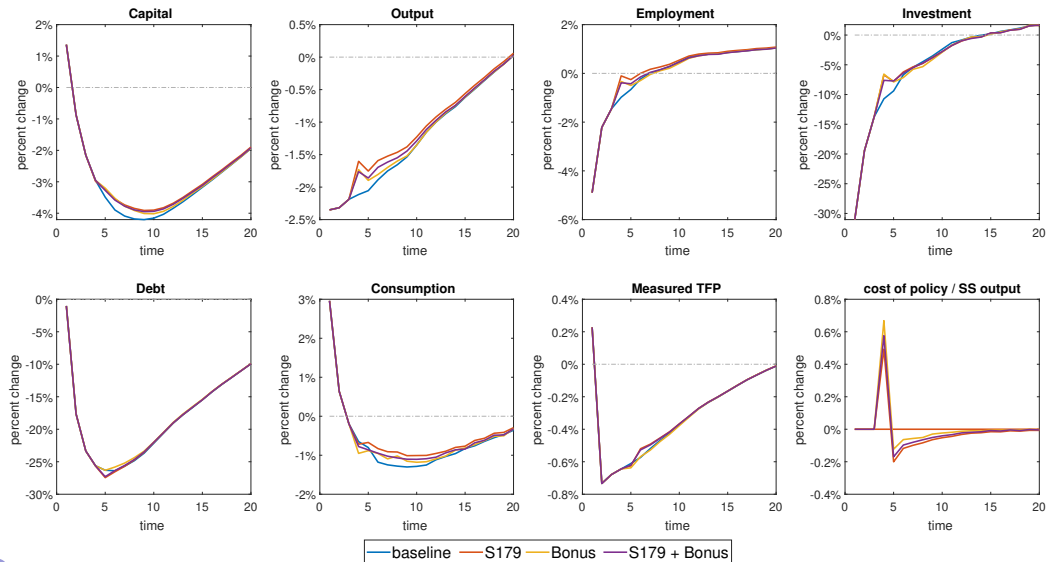 Capital
2%
1%
0%
-1%
-2%
-3%
-4%
percent change
0 5 10 15 20
time
Output
0.5%
0%
-0.5%
-1%
-1.5%
-2%
-2.5%
percent change
0 5 10 15 20
time
Employment
4%
2%
0%
-2%
-4%
-6%
percent change
0 5 10 15 20
time
Investment
0%
-5%
-10%
-15%
-20%
-25%
-30%
percent change
0 5 10 15 20
time
Debt
0%
-5%
-10%
-15%
-20%
-25%
-30%
percent change
0 5 10 15 20
time
Consumption
3%
2%
1%
0%
-1%
-2%
percent change
0 5 10 15 20
time
Measured TFP
0.4%
0.2%
0%
-0.2%
-0.4%
-0.6%
-0.8%
percent change
0 5 10 15 20
time
cost of policy / SS output
0.8%
0.6%
0.4%
0.2%
0%
-0.2%
-0.4%
percent change
0 5 10 15 20
time
baseline S179 Bonus S179 + Bonus